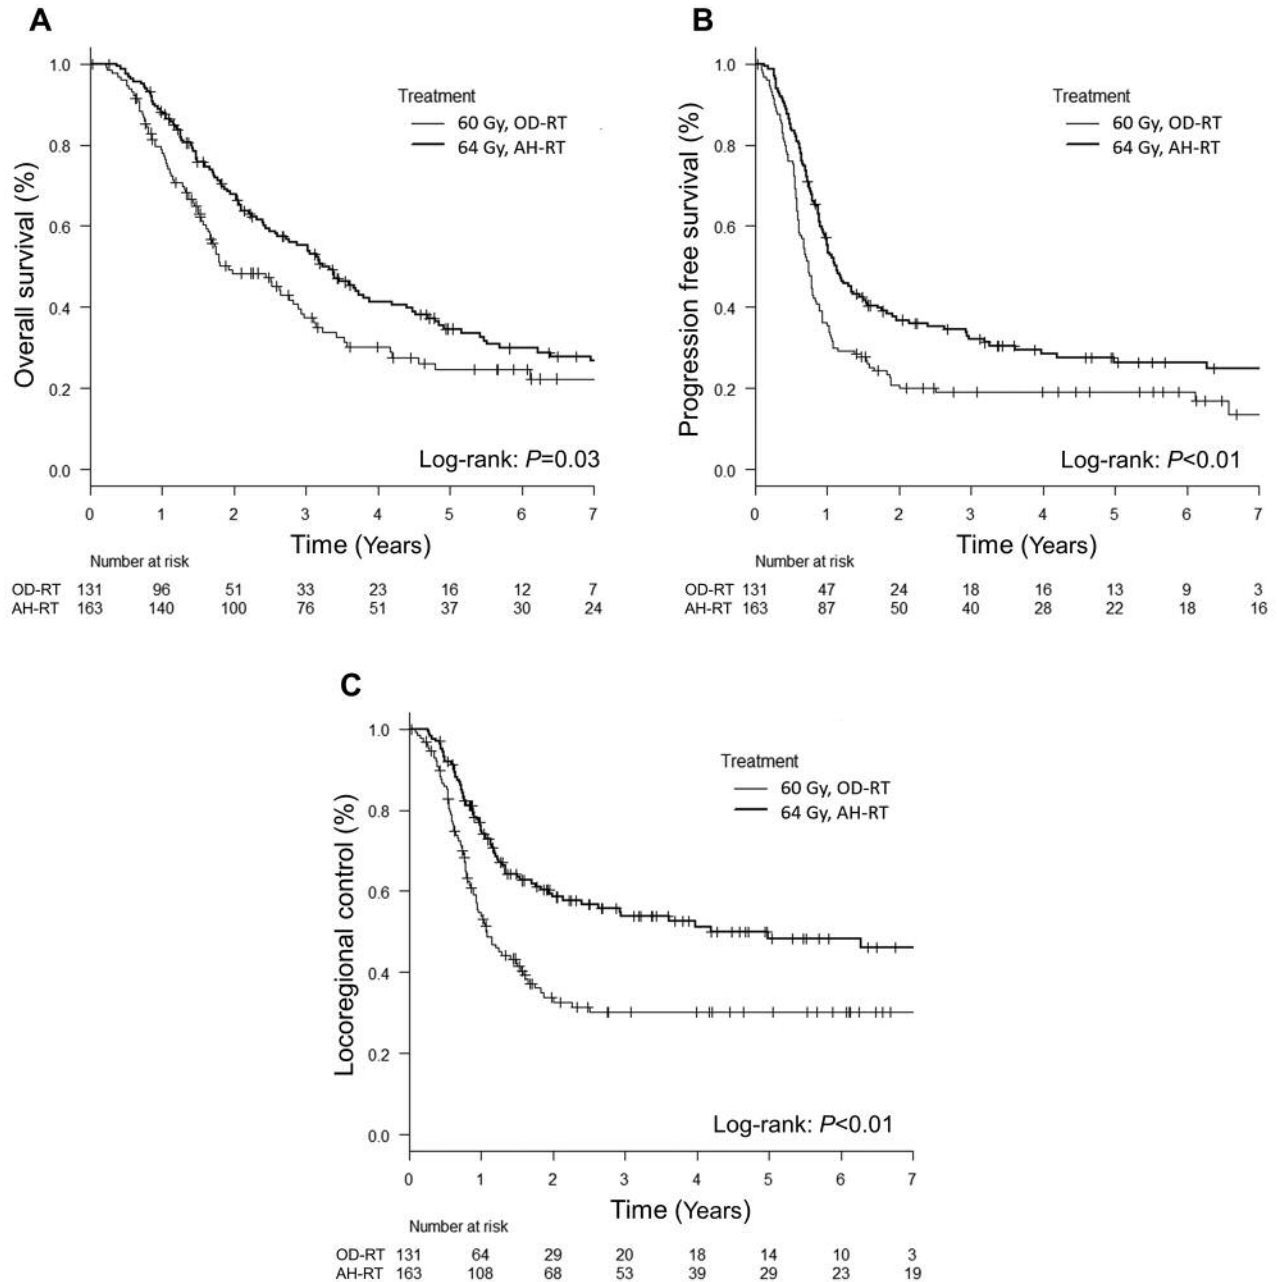 A
Overall survival (%)
1.0
0.8
0.6
0.4
0.2
0.0
Treatment
60 Gy, OD-RT
64 Gy, AH-RT
Log-rank: P=0.03
0 1 2 3 4 5 6 7
Time (Years)
Number at risk
OD-RT 131 96 51 33 23 16 12 7
AH-RT 163 140 100 76 51 37 30 24
B
Progression free survival (%)
1.0
0.8
0.6
0.4
0.2
0.0
Treatment
60 Gy, OD-RT
64 Gy, AH-RT
Log-rank: P<0.01
0 1 2 3 4 5 6 7
Time (Years)
Number at risk
OD-RT 131 47 24 18 16 13 9 3
AH-RT 163 87 50 40 28 22 18 16
C
Locoregional control (%)
1.0
0.8
0.6
0.4
0.2
0.0
Treatment
60 Gy, OD-RT
64 Gy, AH-RT
Log-rank: P<0.01
0 1 2 3 4 5 6 7
Time (Years)
Number at risk
OD-RT 131 64 29 20 18 14 10 3
AH-RT 163 108 68 53 39 29 23 19